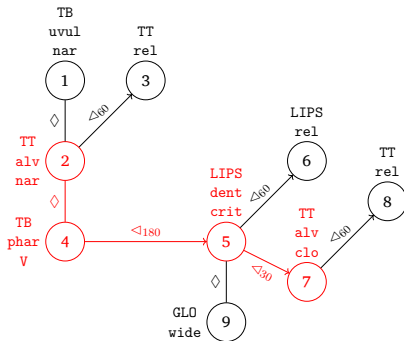 TB
uvul
nar
1
TT
rel
3
◊
◁60
TT
alv
nar
2
◊
TB
phar
V
4
◁180
LIPS
dent
crit
5
◁60
LIPS
rel
6
◁30
TT
alv
clo
7
◁60
TT
rel
8
◊
GLO
wide
9